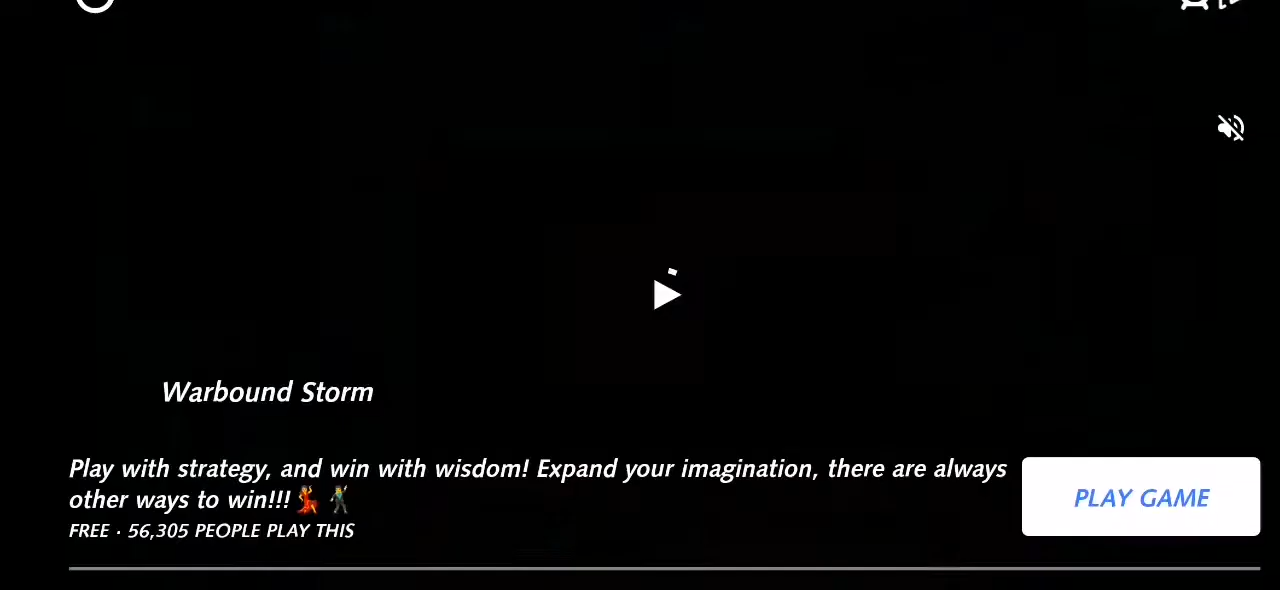 Warbound Storm
Play with strategy, and win with wisdom! Expand your imagination, there are always
other ways to win!!!💃🕺
FREE · 56,305 PEOPLE PLAY THIS
PLAY GAME